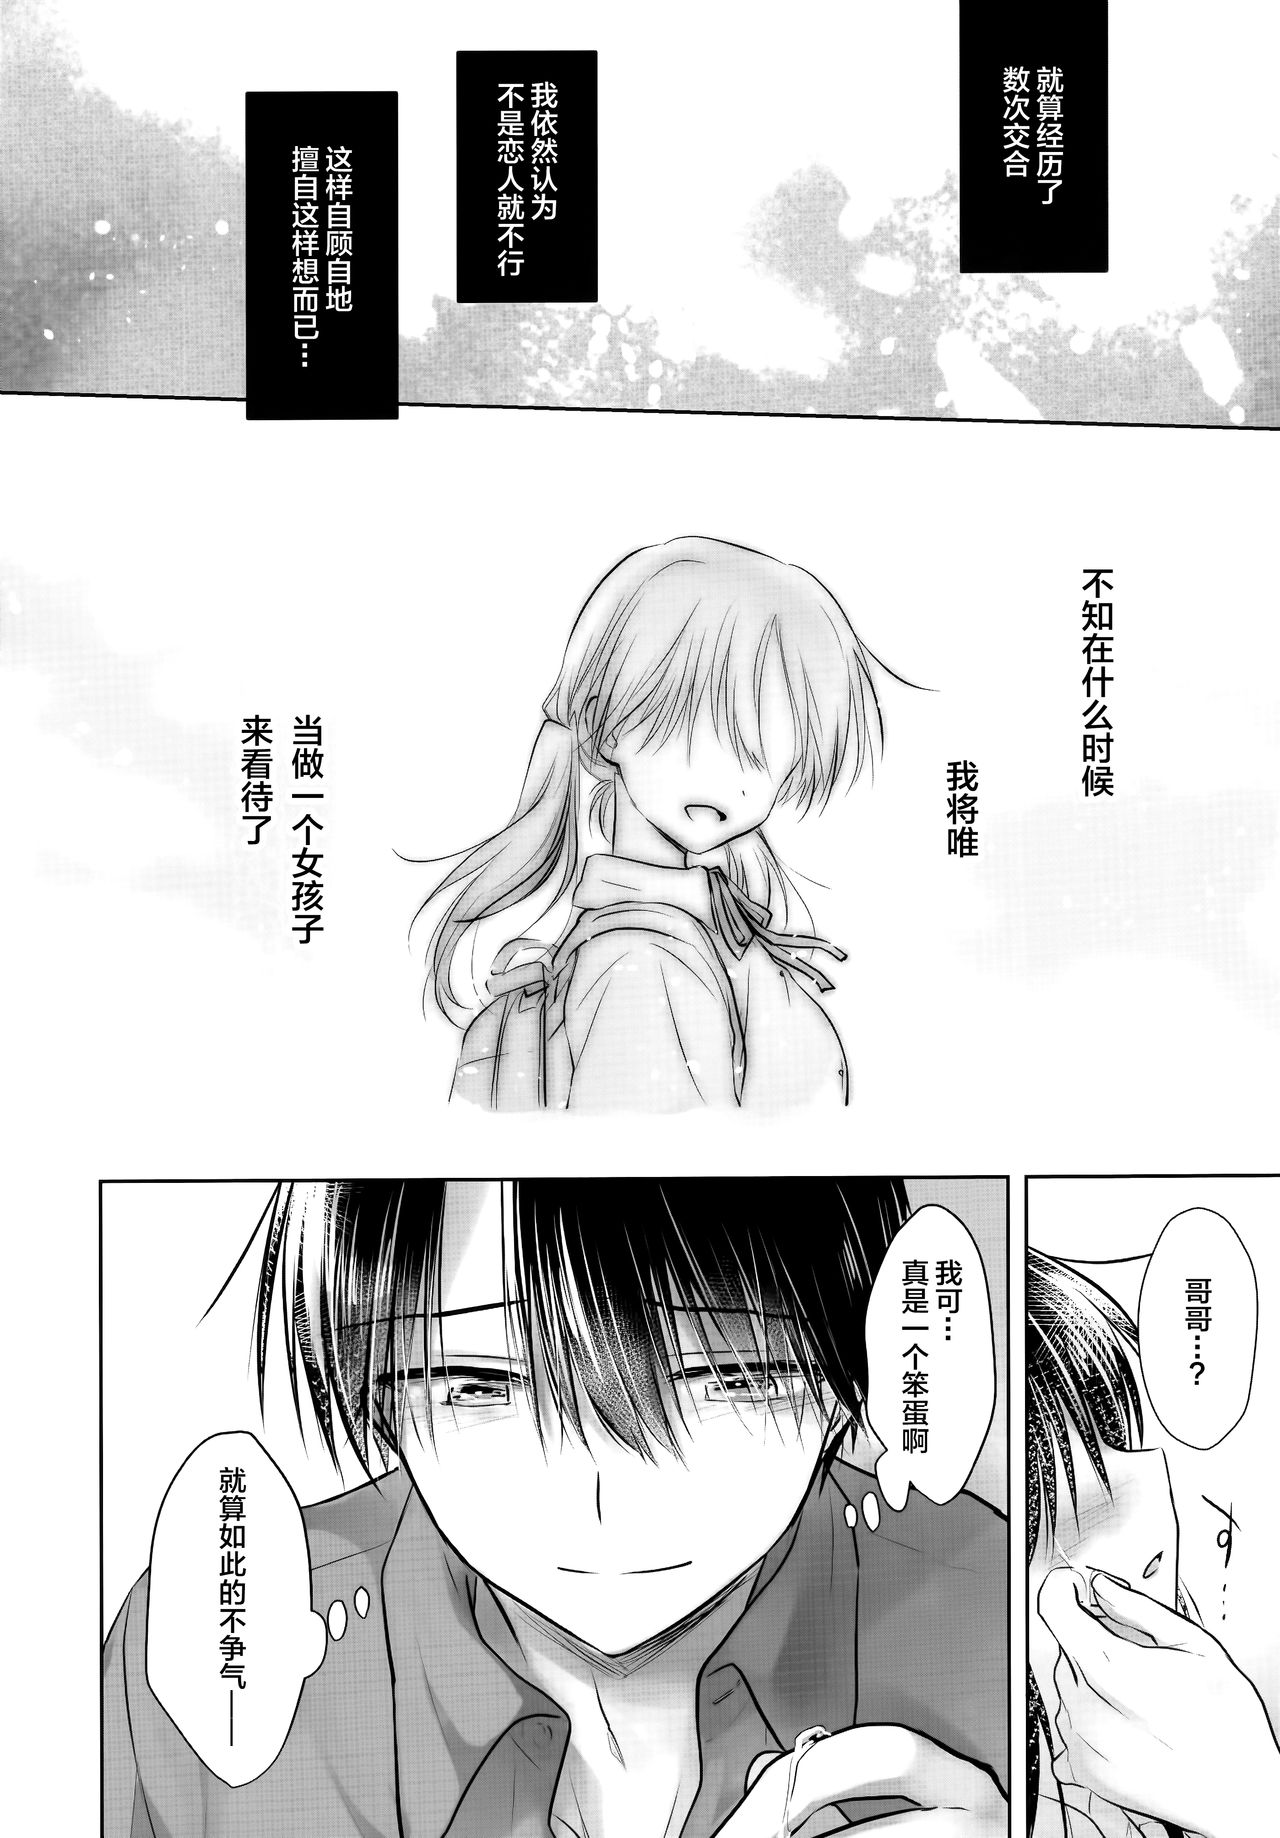 就算经历了
数次交合
我依然认为
不是恋人就不行
这样自顾自地
擅自这样想而已…
不知在什么时候
我将唯
当做一个女孩子
来看待了
哥哥…?
す…
我可…
真是一个笨蛋啊
就算如此的不争气——